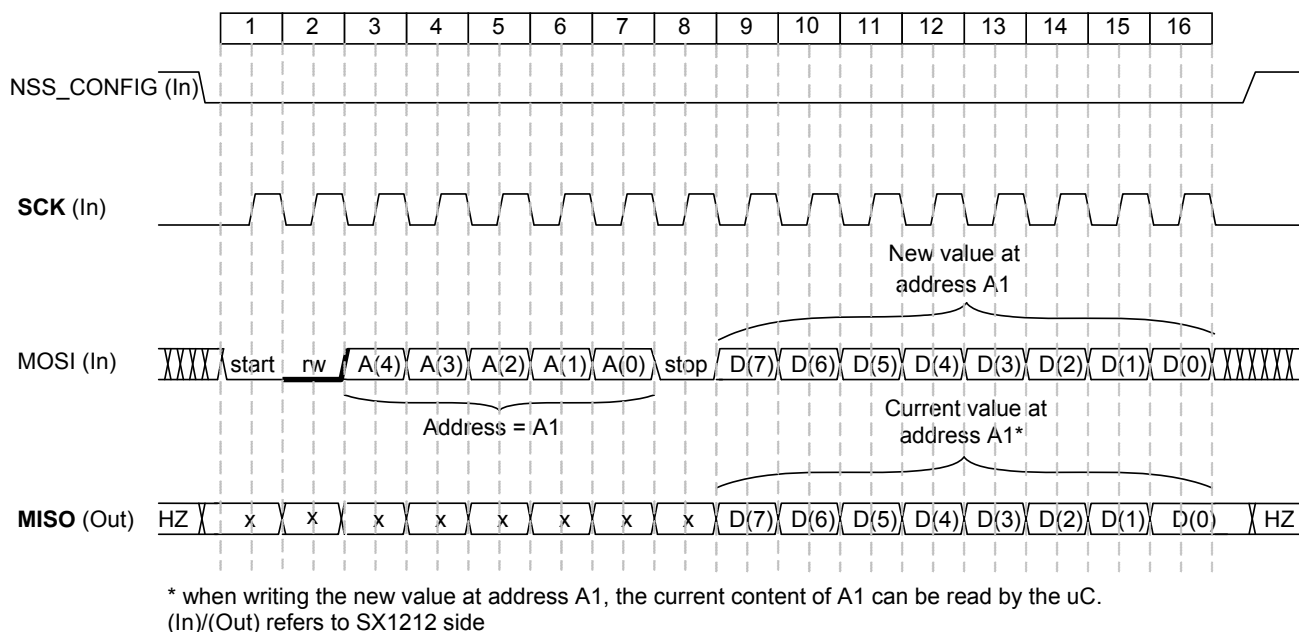 1 2 3 4 5 6 7 8 9 10 11 12 13 14 15 16
NSS_CONFIG (In)
SCK (In)
New value at
address A1
MOSI (In) start rw A(4) A(3) A(2) A(1) A(0) stop D(7) D(6) D(5) D(4) D(3) D(2) D(1) D(0)
Address = A1
Current value at
address A1*
MISO (Out) HZ x x x x x x x x D(7) D(6) D(5) D(4) D(3) D(2) D(1) D(0) HZ
* when writing the new value at address A1, the current content of A1 can be read by the uC.
(In)/(Out) refers to SX1212 side